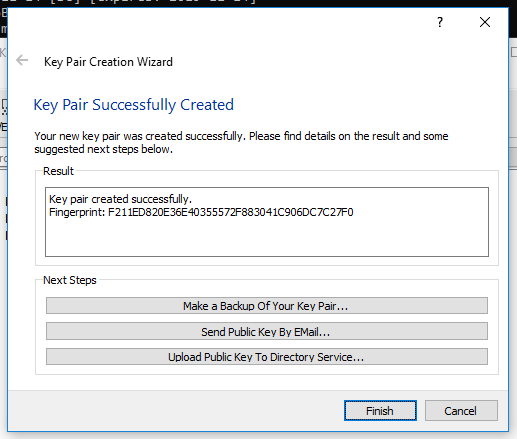 Key Pair Creation Wizard
Key Pair Successfully Created
Your new key pair was created successfully. Please find details on the result and some
suggested next steps below.
Result
Key pair created successfully.
Fingerprint: F211ED820E36E40355572F883041C906DC7C27F0
Next Steps
Make a Backup Of Your Key Pair...
Send Public Key By EMail...
Upload Public Key To Directory Service...
Finish
Cancel